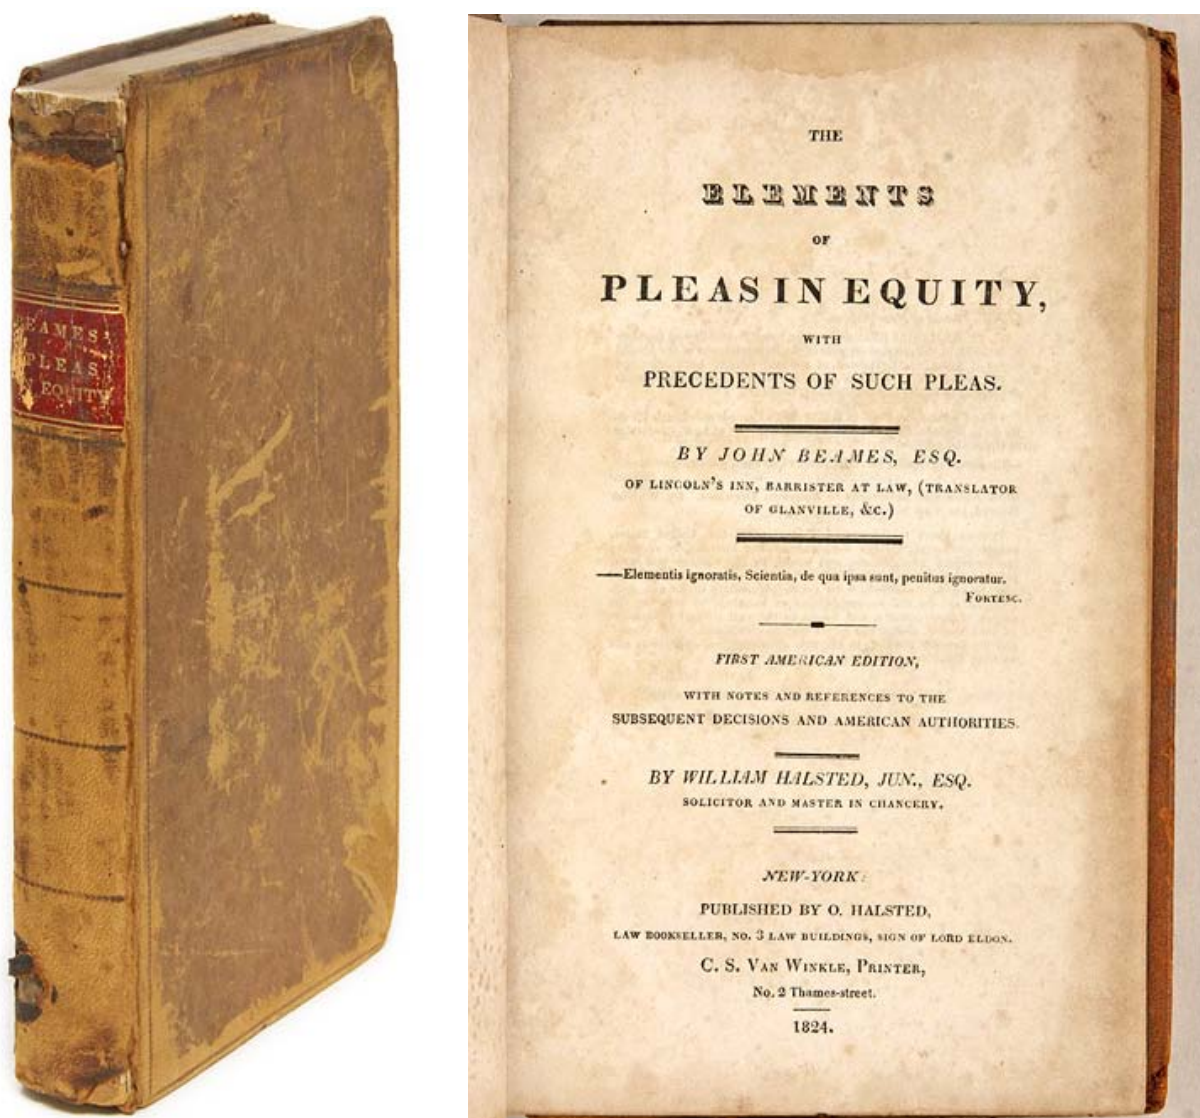 BEAMES'
PLEAS
IN EQUITY
THE
ELEMENTS
OF
PLEAS IN EQUITY,
WITH
PRECEDENTS OF SUCH PLEAS.
BY JOHN BEAMES, ESQ.
OF LINCOLN'S INN, BARRISTER AT LAW, (TRANSLATOR
OF GLANVILLE, &C.)
—Elementis ignoratis, Scientia, de qua ipsa sunt, penitus ignoratur.
FORTESC.
FIRST AMERICAN EDITION,
WITH NOTES AND REFERENCES TO THE
SUBSEQUENT DECISIONS AND AMERICAN AUTHORITIES.
BY WILLIAM HALSTED, JUN., ESQ.
SOLICITOR AND MASTER IN CHANCERY.
NEW-YORK:
PUBLISHED BY O. HALSTED,
LAW BOOKSELLER, NO. 3 LAW BUILDINGS, SIGN OF LORD ELDON.
C. S. VAN WINKLE, PRINTER,
No. 2 Thames-street.
1824.